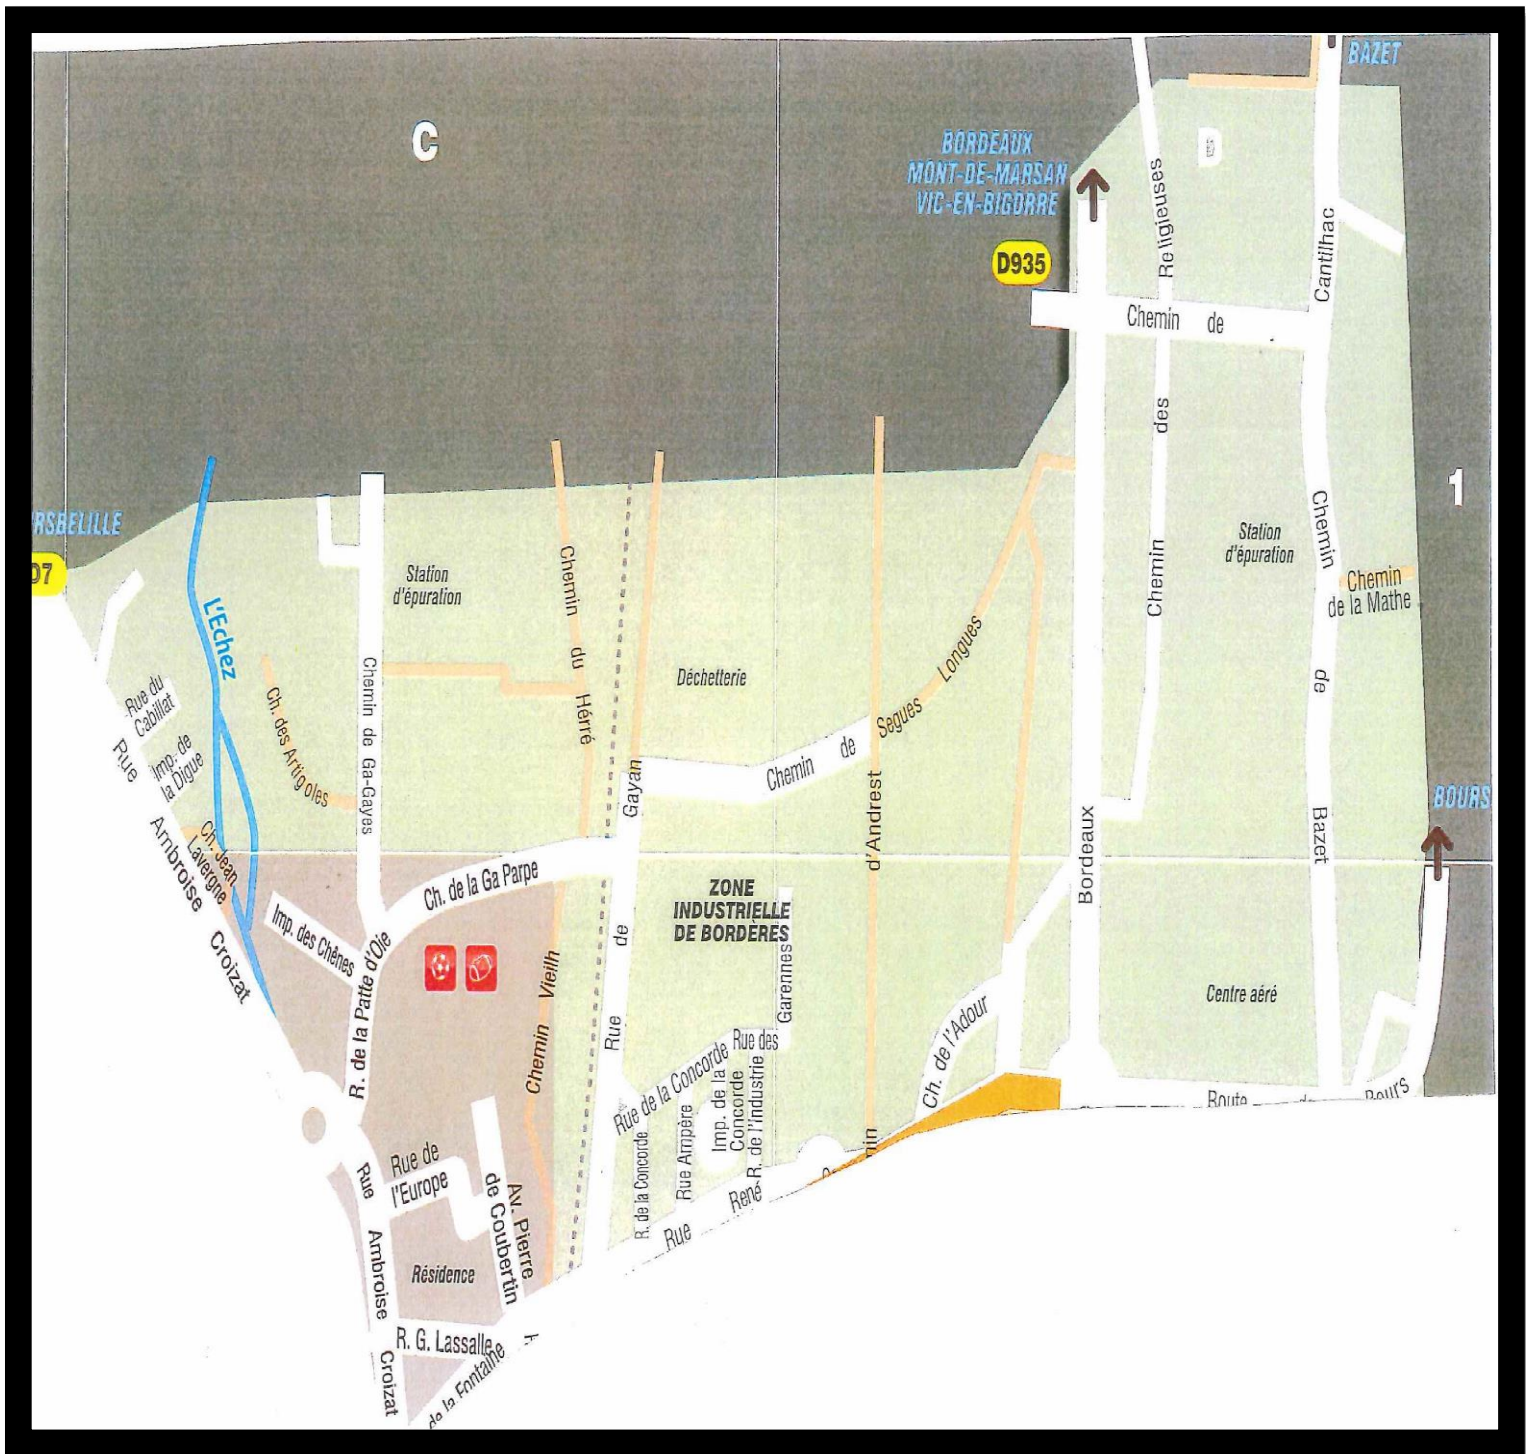 BAZET
C
D
BORDEAUX
MONT-DE-MARSAN
VIC-EN-BIGORRE
D935
Religieuses
Cantilhac
Chemin de
des
Chemin
1
RSBELILLE
D7
L'Echez
Station
d'épuration
Chemin
du
Hérré
Station
d'épuration
Chemin
Chemin
de la Mathe
de
Bazet
Rue du
Cabillat
Rue
Imp. de
la Digue
Ambroise
Croizat
Ch. Jean
Lavergne
Ch. des Artigoles
Chemin de Ga-Gayes
Déchetterie
Chemin de Segues Longues
Gayan
d'Andrest
Bordeaux
BOURS
Ch. de la Ga Parpe
Imp. des Chênes
R. de la Patte d'Oie
ZONE
INDUSTRIELLE
DE BORDÈRES
de
Rue
Chemin Vieilh
Garennes
Rue des
Rue de la Concorde
Imp. de la
Concorde
R. de l'industrie
Rue Ampère
R. de la Concorde
Ch. de l'Adour
Centre aéré
Route
Bours
Rue René
Rue de
l'Europe
Rue
Ambroise
Croizat
Av. Pierre
de Coubertin
Résidence
R. G. Lassalle
de la Fontaine